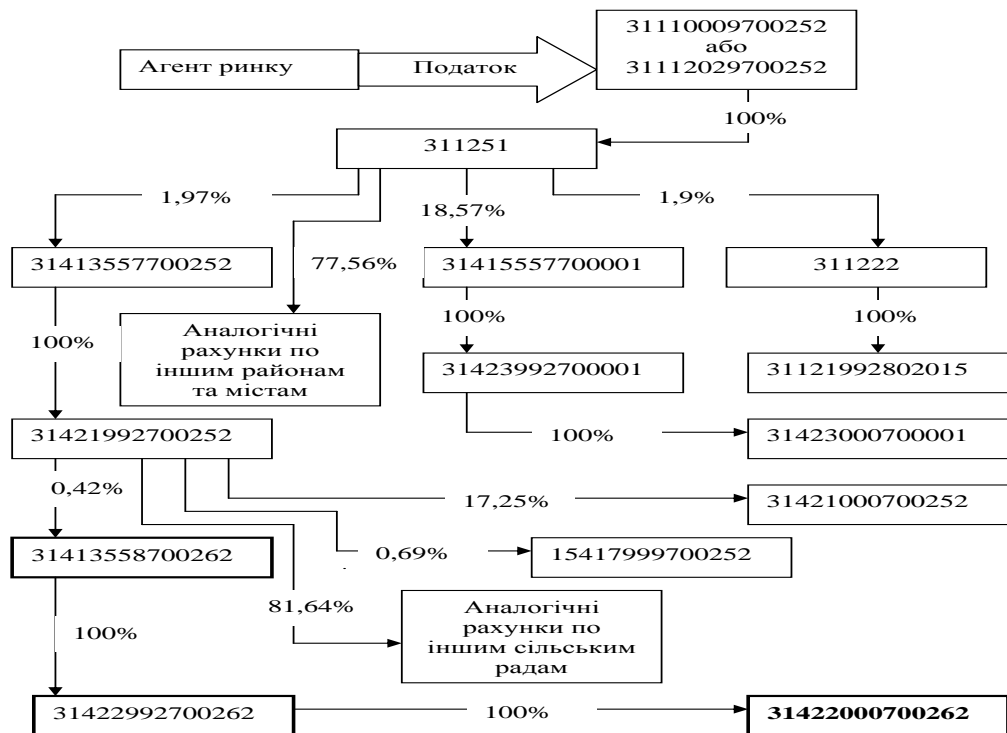 31110009700252
або
31112029700252
Агент ринку
Податок
100%
311251
1,97%
18,57%
1,9%
31413557700252
77,56%
31415557700001
311222
100%
100%
100%
Аналогічні
рахунки по
іншим районам
та містам
31423992700001
31121992802015
31421992700252
100%
31423000700001
0,42%
17,25%
31421000700252
31413558700262
0,69%
15417999700252
81,64%
Аналогічні
рахунки по
іншим сільським
радам
100%
31422992700262
100%
31422000700262